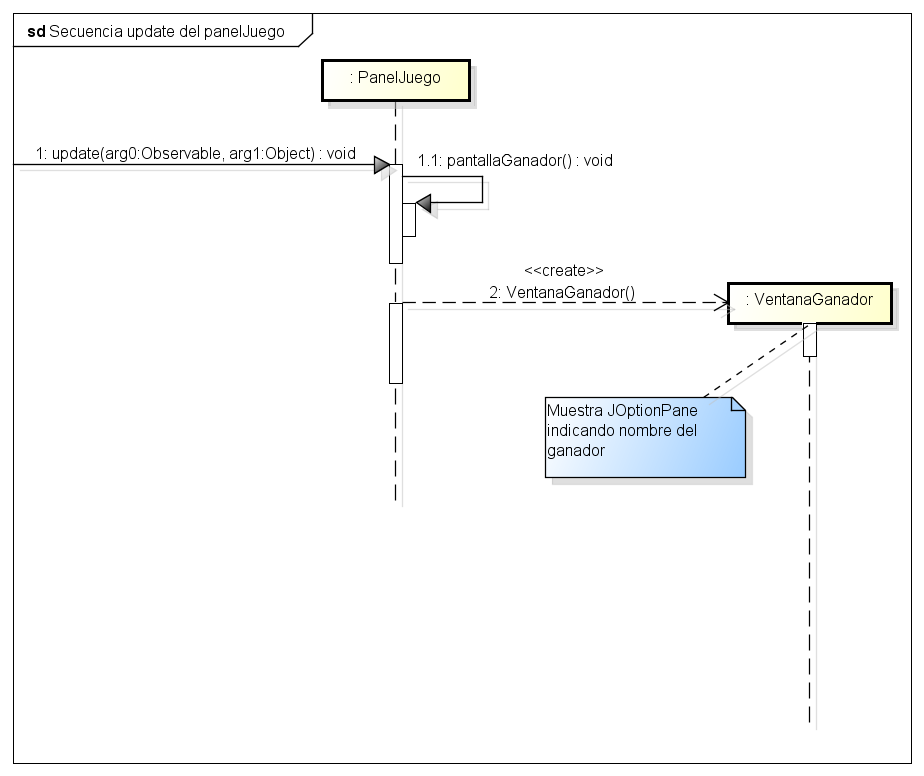 sd Secuencia update del panelJuego
: PanelJuego
1: update(arg0:Observable, arg1:Object) : void
1.1: pantallaGanador() : void
<<create>>
2: VentanaGanador()
: VentanaGanador
Muestra JOptionPane
indicando nombre del
ganador